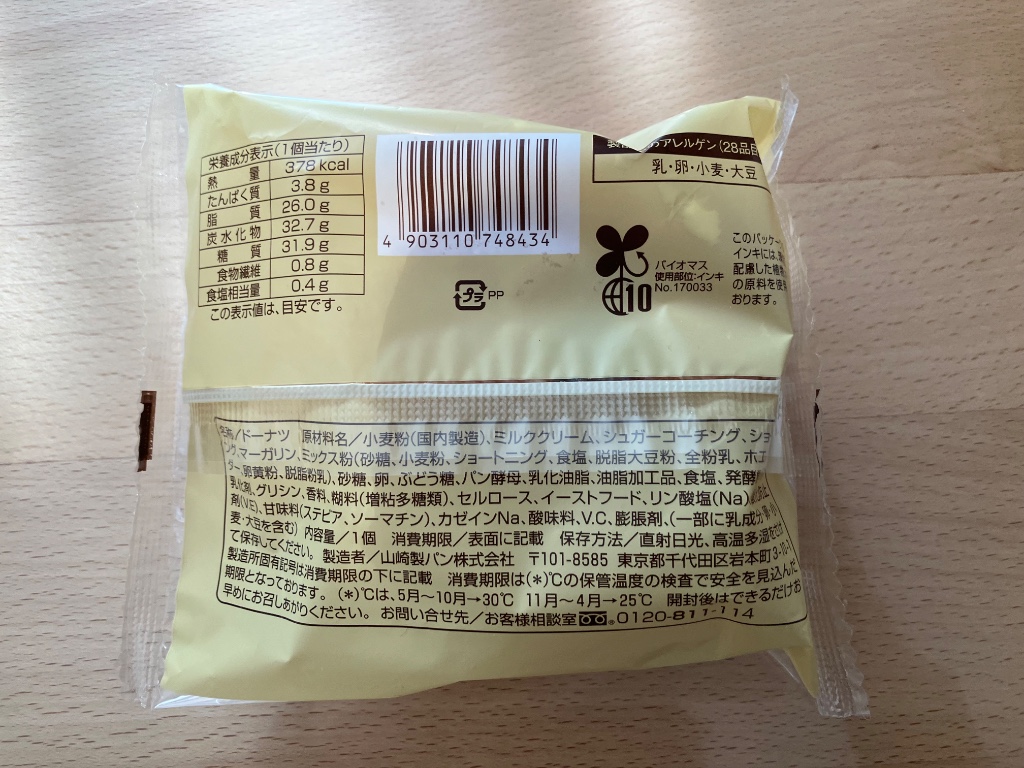 栄養成分表示(1個当たり)
熱量 378 kcal
たんぱく質 3.8 g
脂質 26.0 g
炭水化物 32.7 g
糖質 31.9 g
食物繊維 0.8 g
食塩相当量 0.4 g
この表示値は、目安です。
4 903110 748434
プラ PP
アレルゲン(28品目
乳・卵・小麦・大豆
バイオマス
使用部位:インキ
No.170033
10
このパッケー
インキには、
配慮した植
の原料を使
おります。
名称/ドーナツ 原材料名/小麦粉(国内製造)、ミルククリーム、シュガーコーチング、ショ
ング、マーガリン、ミックス粉(砂糖、小麦粉、ショートニング、食塩、脱脂大豆粉、全粉乳、ホエ
ー、卵黄粉、脱脂粉乳)、砂糖、卵、ぶどう糖、パン酵母、乳化油脂、油脂加工品、食塩、発酵
乳化剤、グリシン、香料、糊料(増粘多糖類)、セルロース、イーストフード、リン酸塩(Na)
剤(V.E)、甘味料(ステビア、ソーマチン)、カゼインNa、酸味料、V.C、膨脹剤、(一部に乳成分・卵・小
麦・大豆を含む) 内容量/1個 消費期限/表面に記載 保存方法/直射日光、高温多湿をさけ
て保存してください。 製造者/山崎製パン株式会社 〒101-8585 東京都千代田区岩本町3-10-1
製造所固有記号は消費期限の下に記載 消費期限は(*)℃の保管温度の検査で安全を見込んだ
期限となっております。 (*)℃は、5月〜10月→30℃ 11月〜4月→25℃ 開封後はできるだけお
早めにお召しあがりください。 お問い合せ先/お客様相談室 0120-811-114